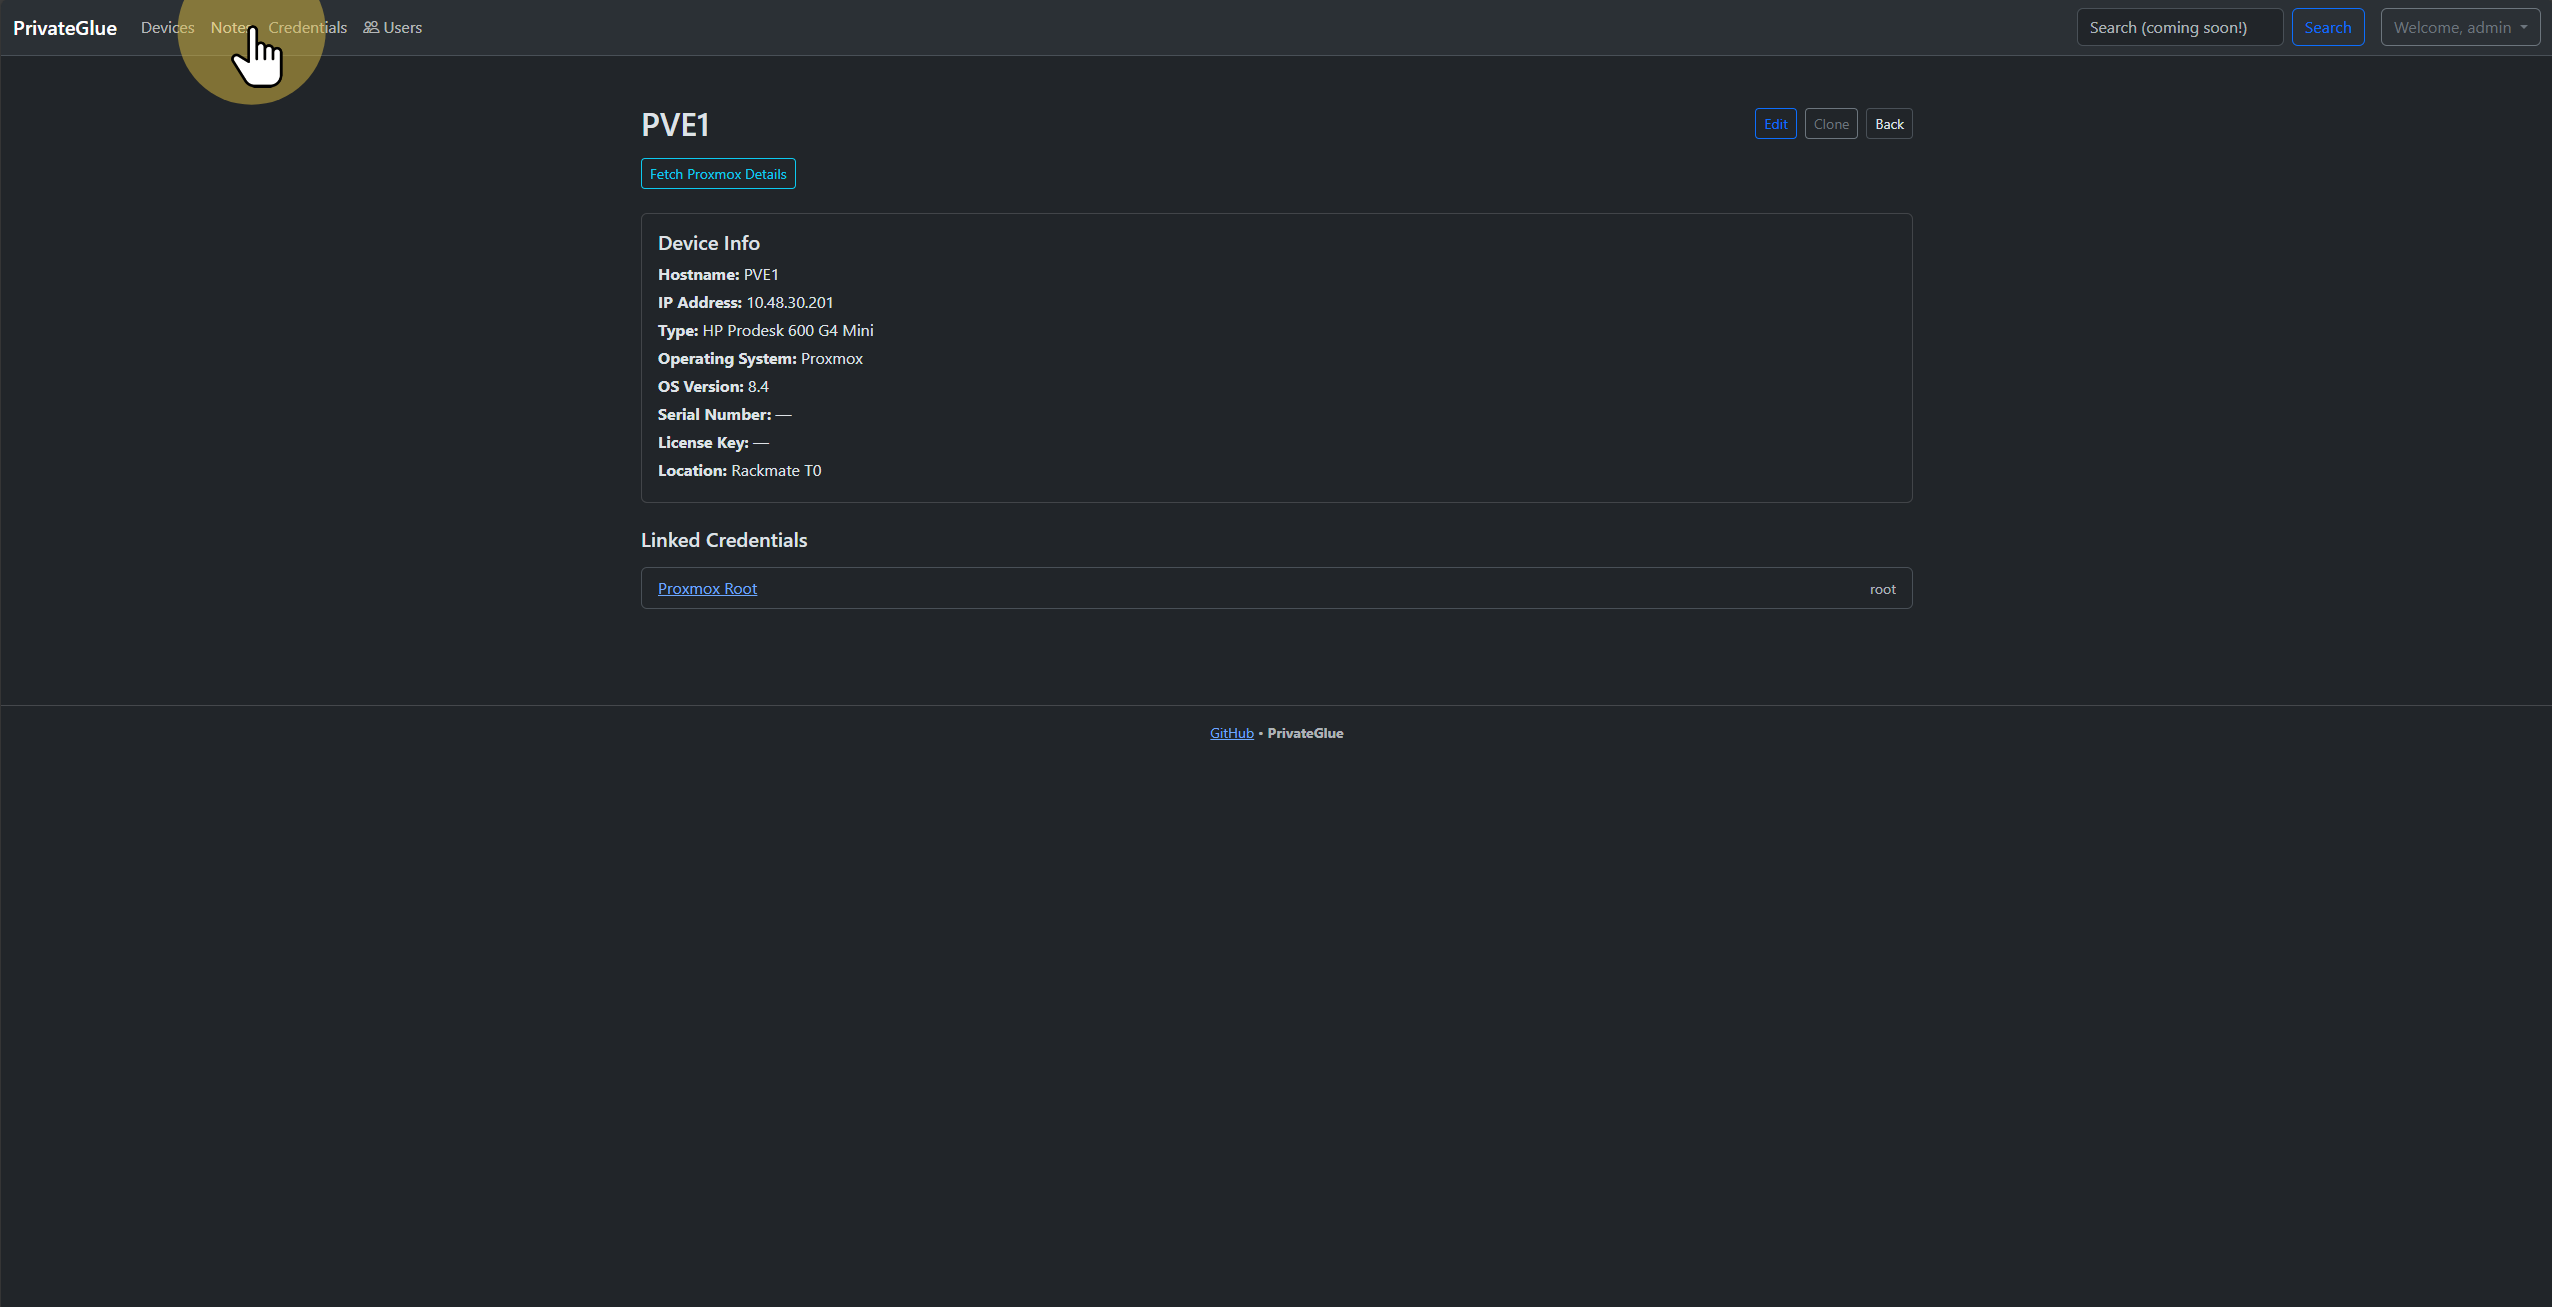 PrivateGlue Devices Notes Credentials Users Search (coming soon!) Search Welcome, admin
PVE1 Edit Clone Back
Fetch Proxmox Details
Device Info
Hostname: PVE1
IP Address: 10.48.30.201
Type: HP Prodesk 600 G4 Mini
Operating System: Proxmox
OS Version: 8.4
Serial Number: —
License Key: —
Location: Rackmate T0
Linked Credentials
Proxmox Root root
GitHub • PrivateGlue